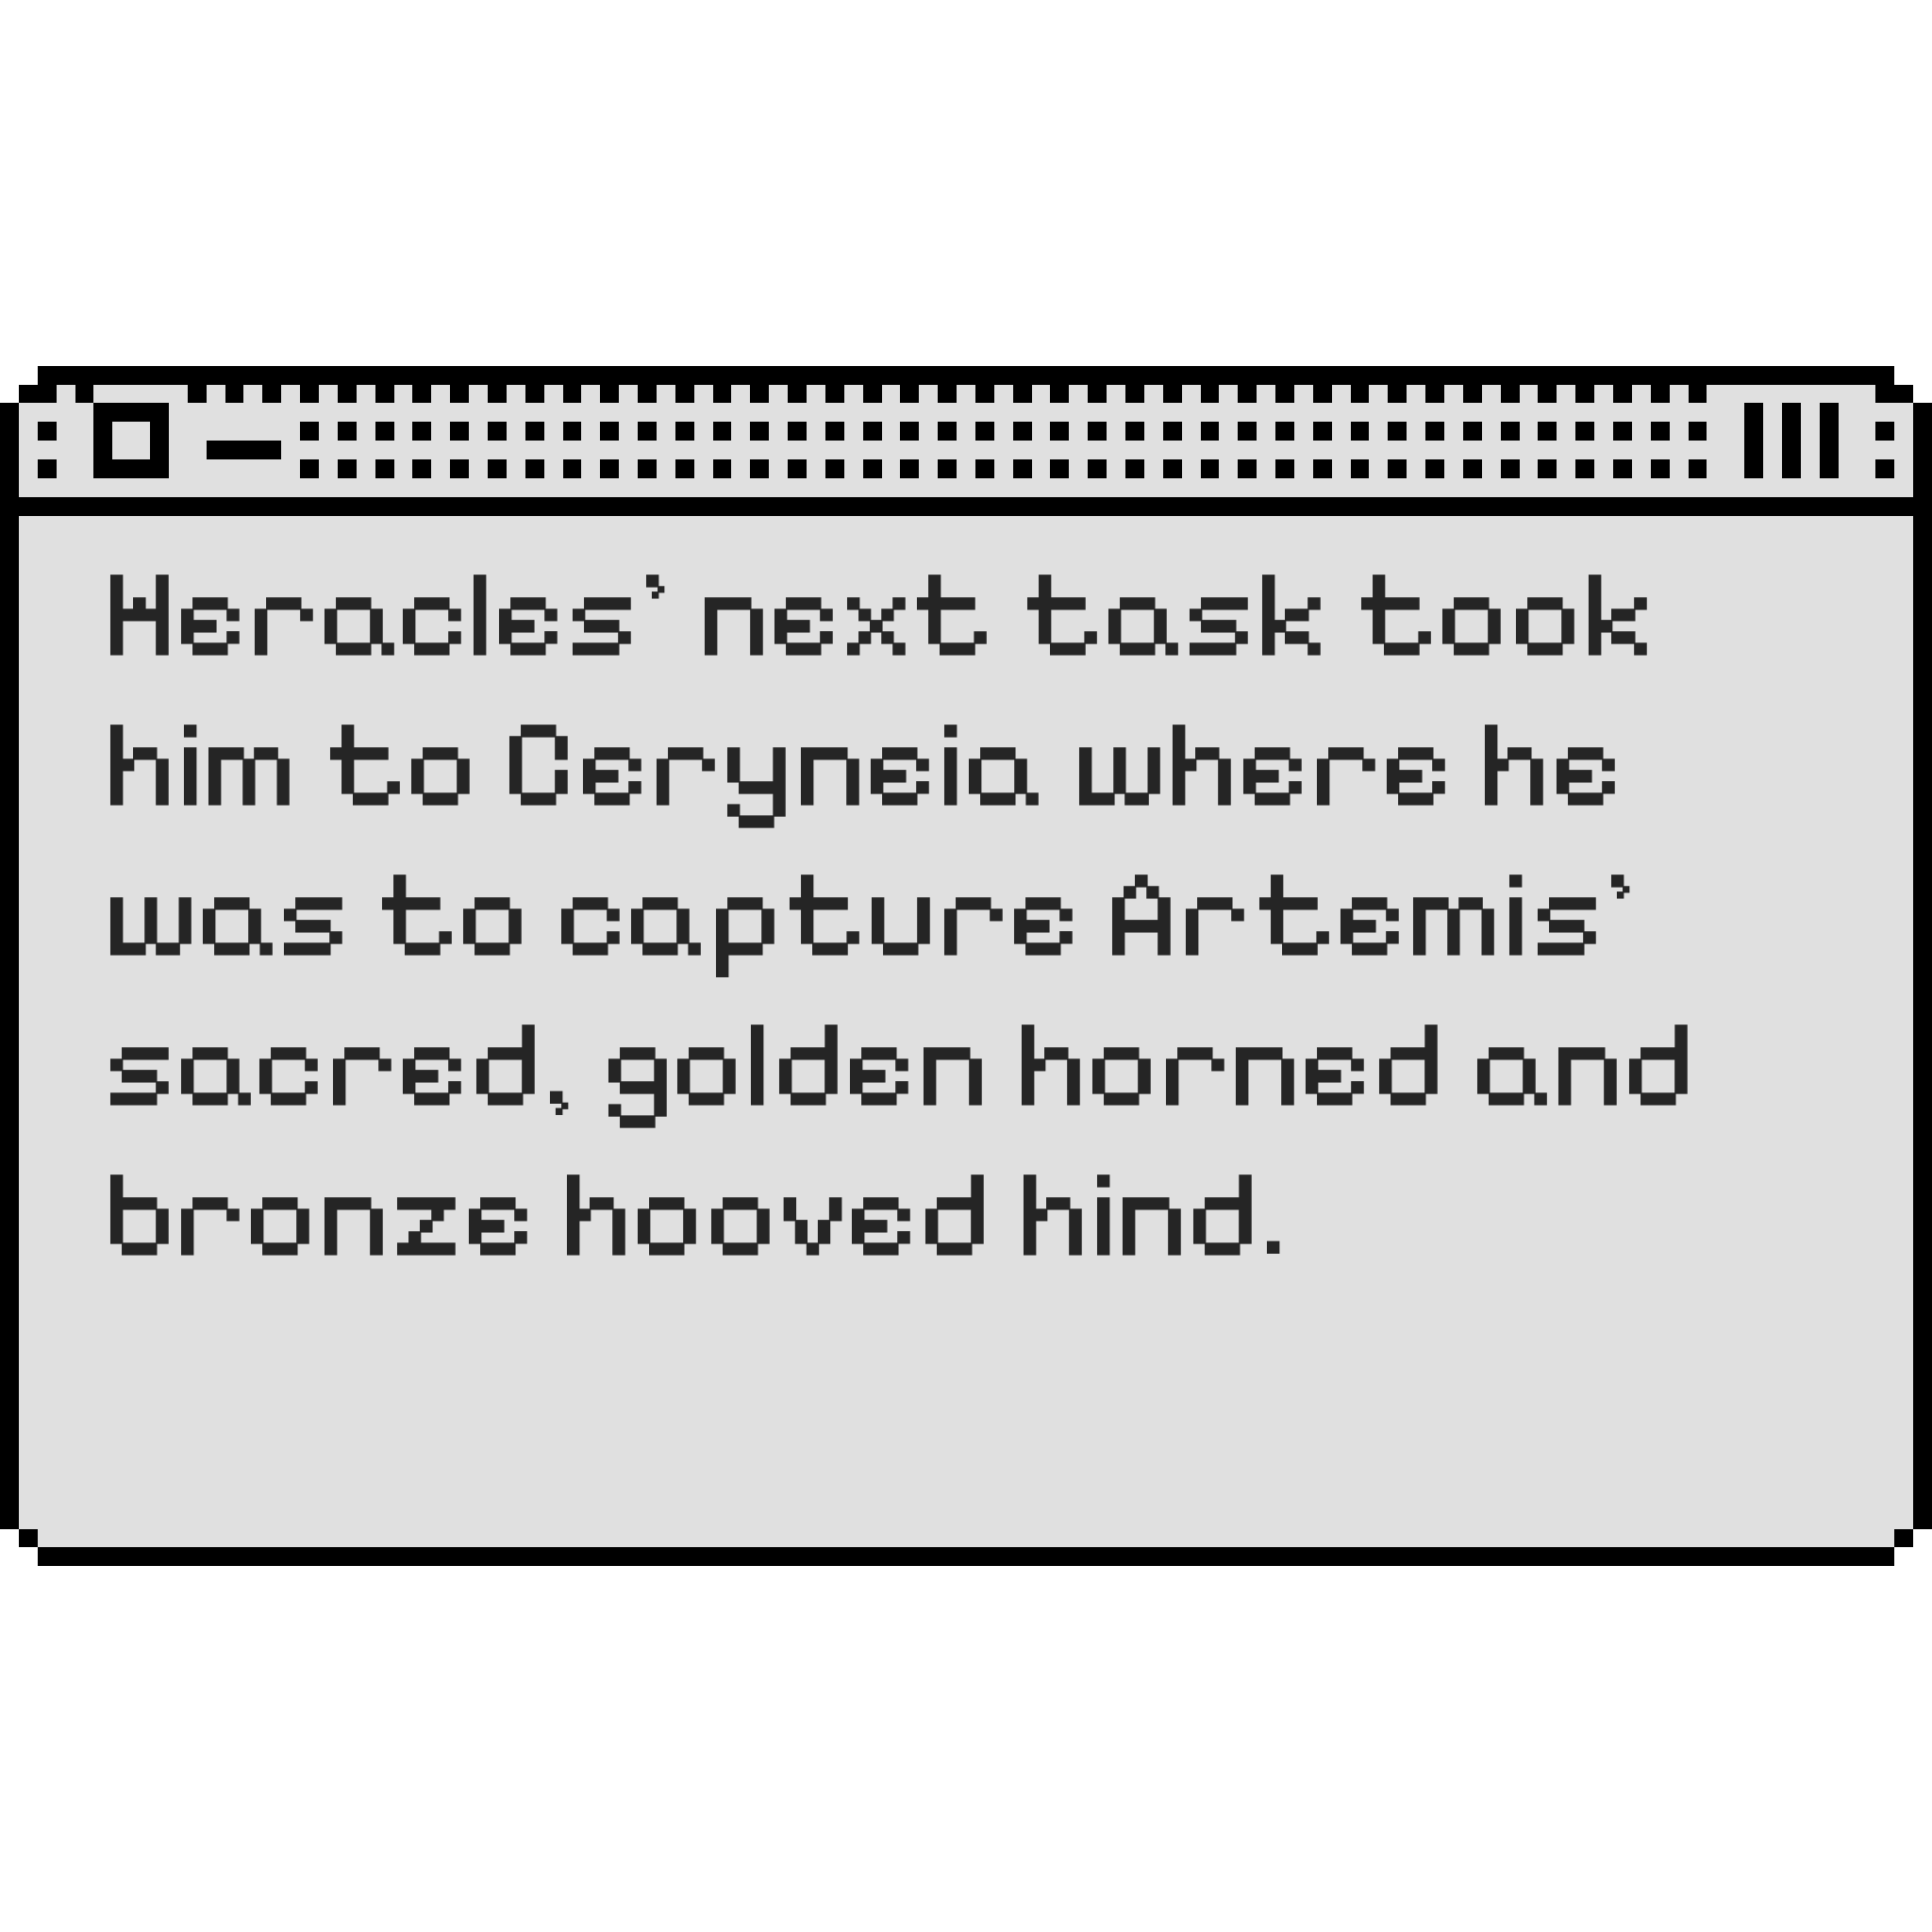 Heracles' next task took
him to Ceryneia where he
was to capture Artemis'
sacred, golden horned and
bronze hooved hind.